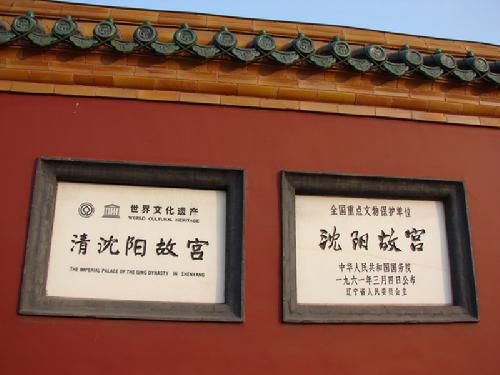 世界文化遗产
WORLD CULTURAL HERITAGE
清沈阳故宫
THE IMPERIAL PALACE OF THE QING DYNASTY IN SHENYANG
全国重点文物保护单位
沈阳故宫
中华人民共和国国务院
一九六一年三月四日公布
辽宁省人民委员会立